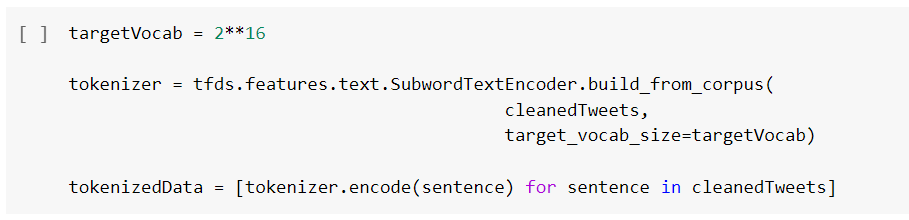 [ ] targetVocab = 2**16
tokenizer = tfds.features.text.SubwordTextEncoder.build_from_corpus(
cleanedTweets,
target_vocab_size=targetVocab)
tokenizedData = [tokenizer.encode(sentence) for sentence in cleanedTweets]